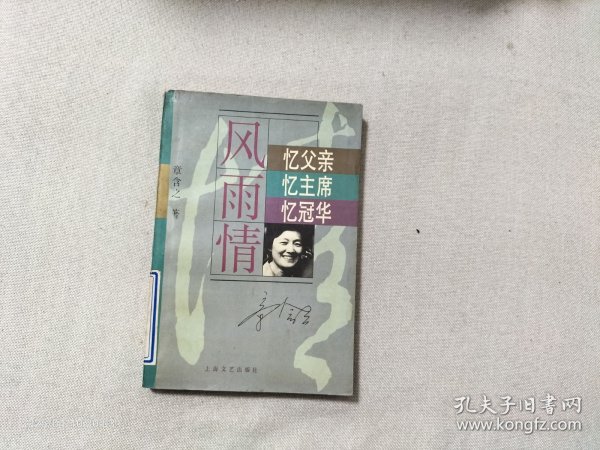 风雨情
忆父亲
忆主席
忆冠华
章含之 著
上海文艺出版社
孔夫子旧书网
kongfz.com